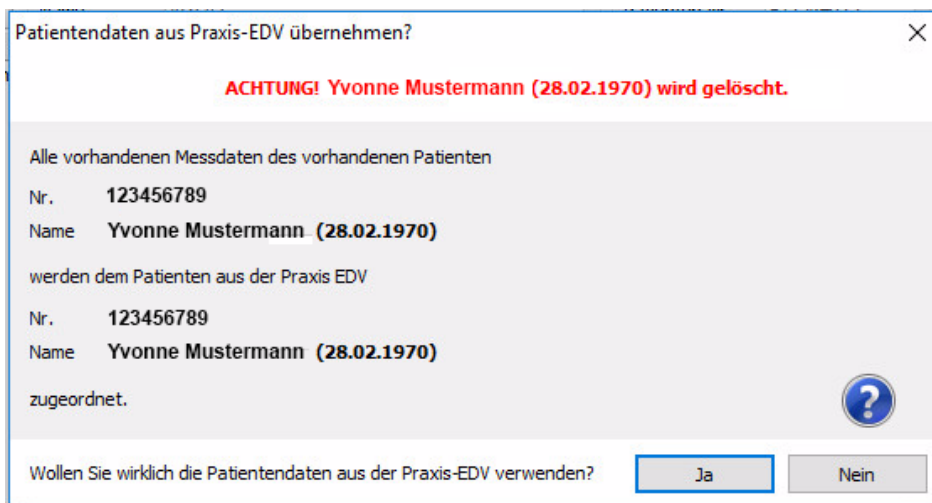 Patientendaten aus Praxis-EDV übernehmen?
ACHTUNG! Yvonne Mustermann (28.02.1970) wird gelöscht.
Alle vorhandenen Messdaten des vorhandenen Patienten
Nr. 123456789
Name Yvonne Mustermann (28.02.1970)
werden dem Patienten aus der Praxis EDV
Nr. 123456789
Name Yvonne Mustermann (28.02.1970)
zugeordnet.
?
Wollen Sie wirklich die Patientendaten aus der Praxis-EDV verwenden? Ja Nein